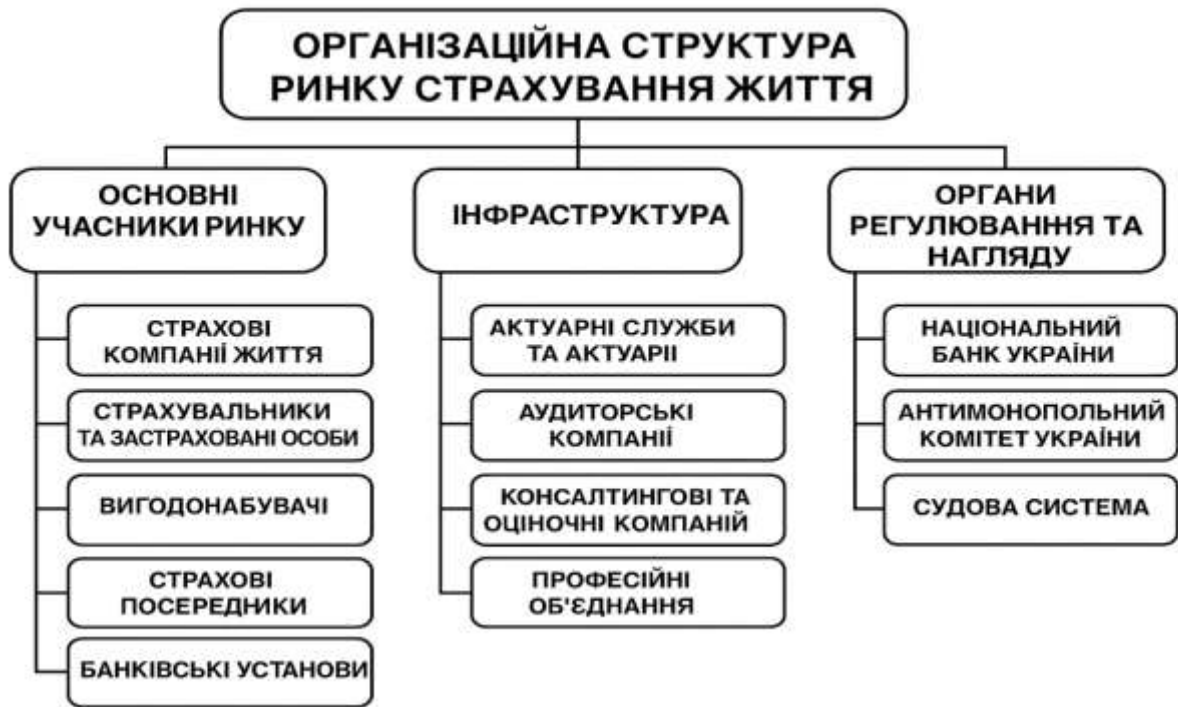 ОРГАНІЗАЦІЙНА СТРУКТУРА
РИНКУ СТРАХУВАННЯ ЖИТТЯ
ОСНОВНІ
УЧАСНИКИ РИНКУ
СТРАХОВІ
КОМПАНІЇ ЖИТТЯ
СТРАХУВАЛЬНИКИ
ТА ЗАСТРАХОВАНІ ОСОБИ
ВИГОДОНАБУВАЧІ
СТРАХОВІ
ПОСЕРЕДНИКИ
БАНКІВСЬКІ УСТАНОВИ
ІНФРАСТРУКТУРА
АКТУАРНІ СЛУЖБИ
ТА АКТУАРІІ
АУДИТОРСЬКІ
КОМПАНІЇ
КОНСАЛТИНГОВІ ТА
ОЦІНОЧНІ КОМПАНІЙ
ПРОФЕСІЙНІ
ОБ'ЄДНАННЯ
ОРГАНИ
РЕГУЛЮВАНННЯ ТА
НАГЛЯДУ
НАЦІОНАЛЬНИЙ
БАНК УКРАЇНИ
АНТИМОНОПОЛЬНИЙ
КОМІТЕТ УКРАЇНИ
СУДОВА СИСТЕМА